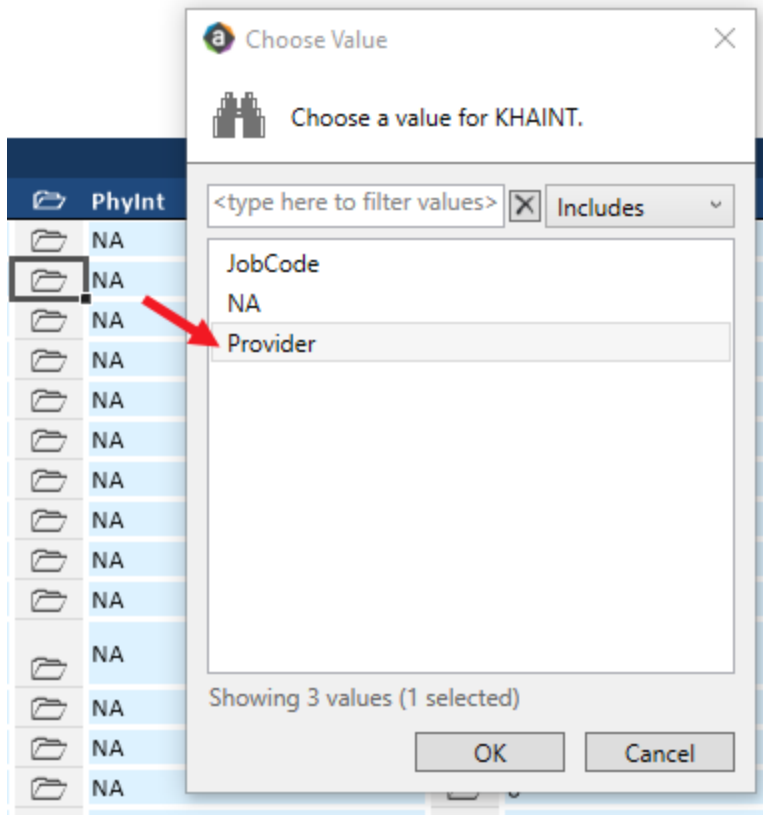 Choose Value
Choose a value for KHAINT.
PhyInt
<type here to filter values>
Includes
NA
JobCode
NA
NA
NA
Provider
NA
NA
NA
NA
NA
NA
NA
NA
Showing 3 values (1 selected)
NA
NA
OK
Cancel
NA